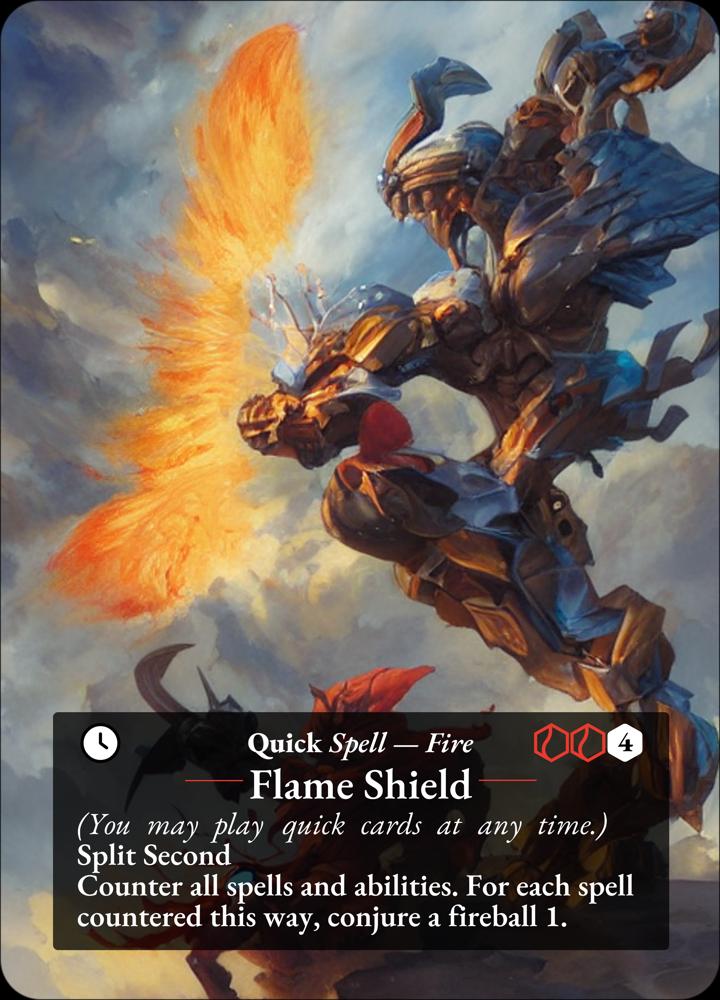 Quick Spell — Fire 4
Flame Shield
(You may play quick cards at any time.)
Split Second
Counter all spells and abilities. For each spell
countered this way, conjure a fireball 1.